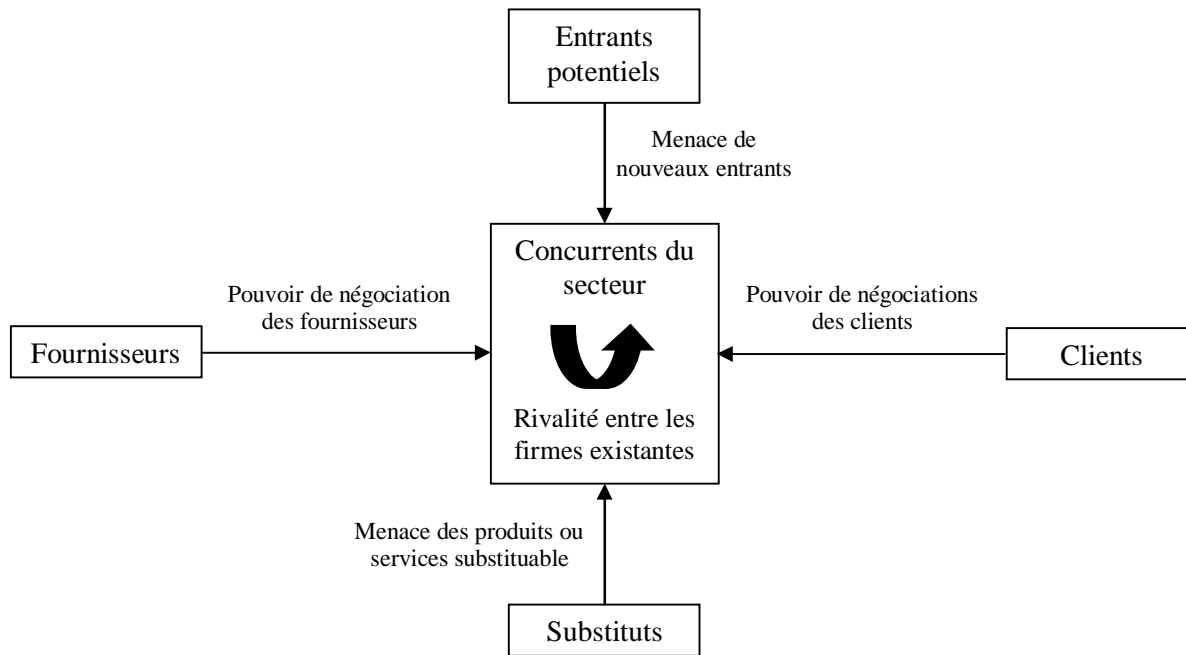 Entrants
potentiels
Menace de
nouveaux entrants
Concurrents du
secteur
Pouvoir de négociation
des fournisseurs
Pouvoir de négociations
des clients
Fournisseurs
Clients
Rivalité entre les
firmes existantes
Menace des produits ou
services substituable
Substituts